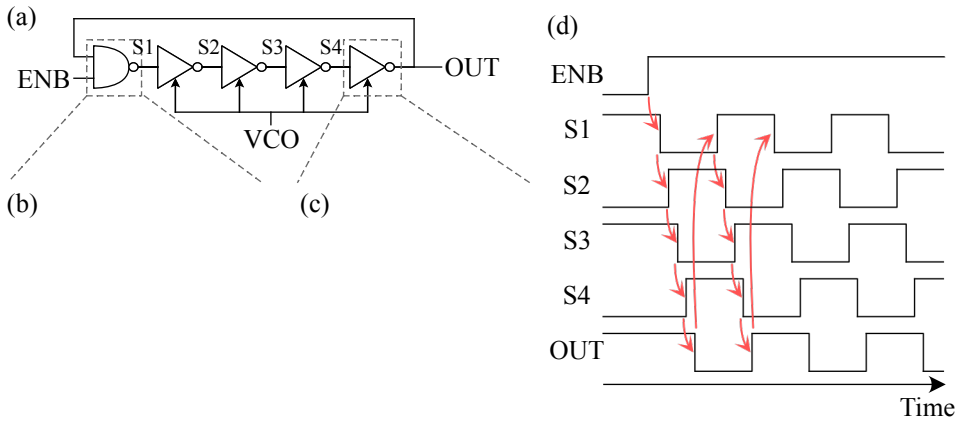 (a)
S1 S2 S3 S4
ENB
OUT
VCO
(b)
(c)
(d)
ENB
S1
S2
S3
S4
OUT
Time